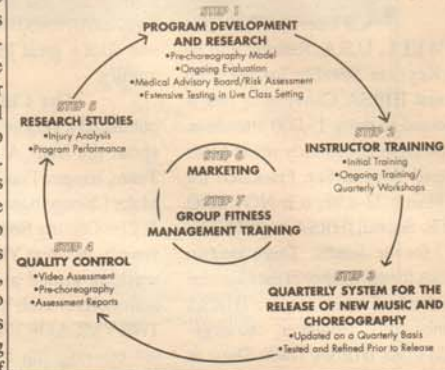 STEP 1
PROGRAM DEVELOPMENT
AND RESEARCH
•Pre-choreography Model
•Ongoing Evaluation
•Medical Advisory Board/Risk Assessment
•Extensive Testing in Live Class Setting
STEP 2
INSTRUCTOR TRAINING
•Initial Training
•Ongoing Training/
Quarterly Workshops
STEP 3
QUARTERLY SYSTEM FOR THE
RELEASE OF NEW MUSIC AND
CHOREOGRAPHY
•Updated on a Quarterly Basis
•Tested and Refined Prior to Release
STEP 4
QUALITY CONTROL
•Video Assessment
•Pre-choreography
•Assessment Reports
STEP 5
RESEARCH STUDIES
•Injury Analysis
•Program Performance
STEP 6
MARKETING
STEP 7
GROUP FITNESS
MANAGEMENT TRAINING